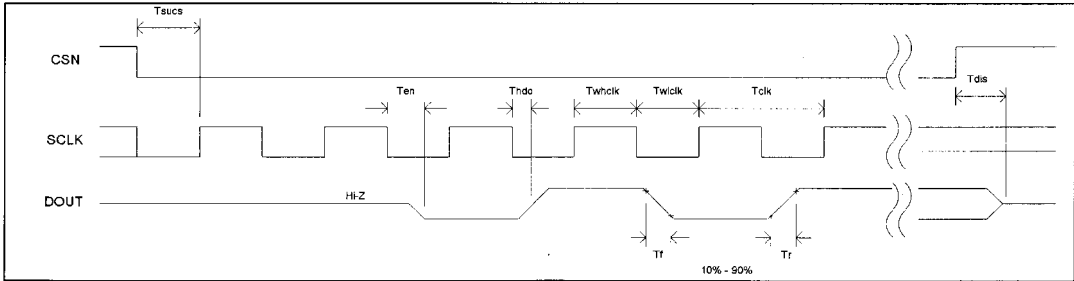 Tsucs
CSN
Ten
Thdo
Twhclk
Twlclk
Tclk
Tdis
SCLK
Hi-Z
DOUT
Tf
Tr
10% - 90%